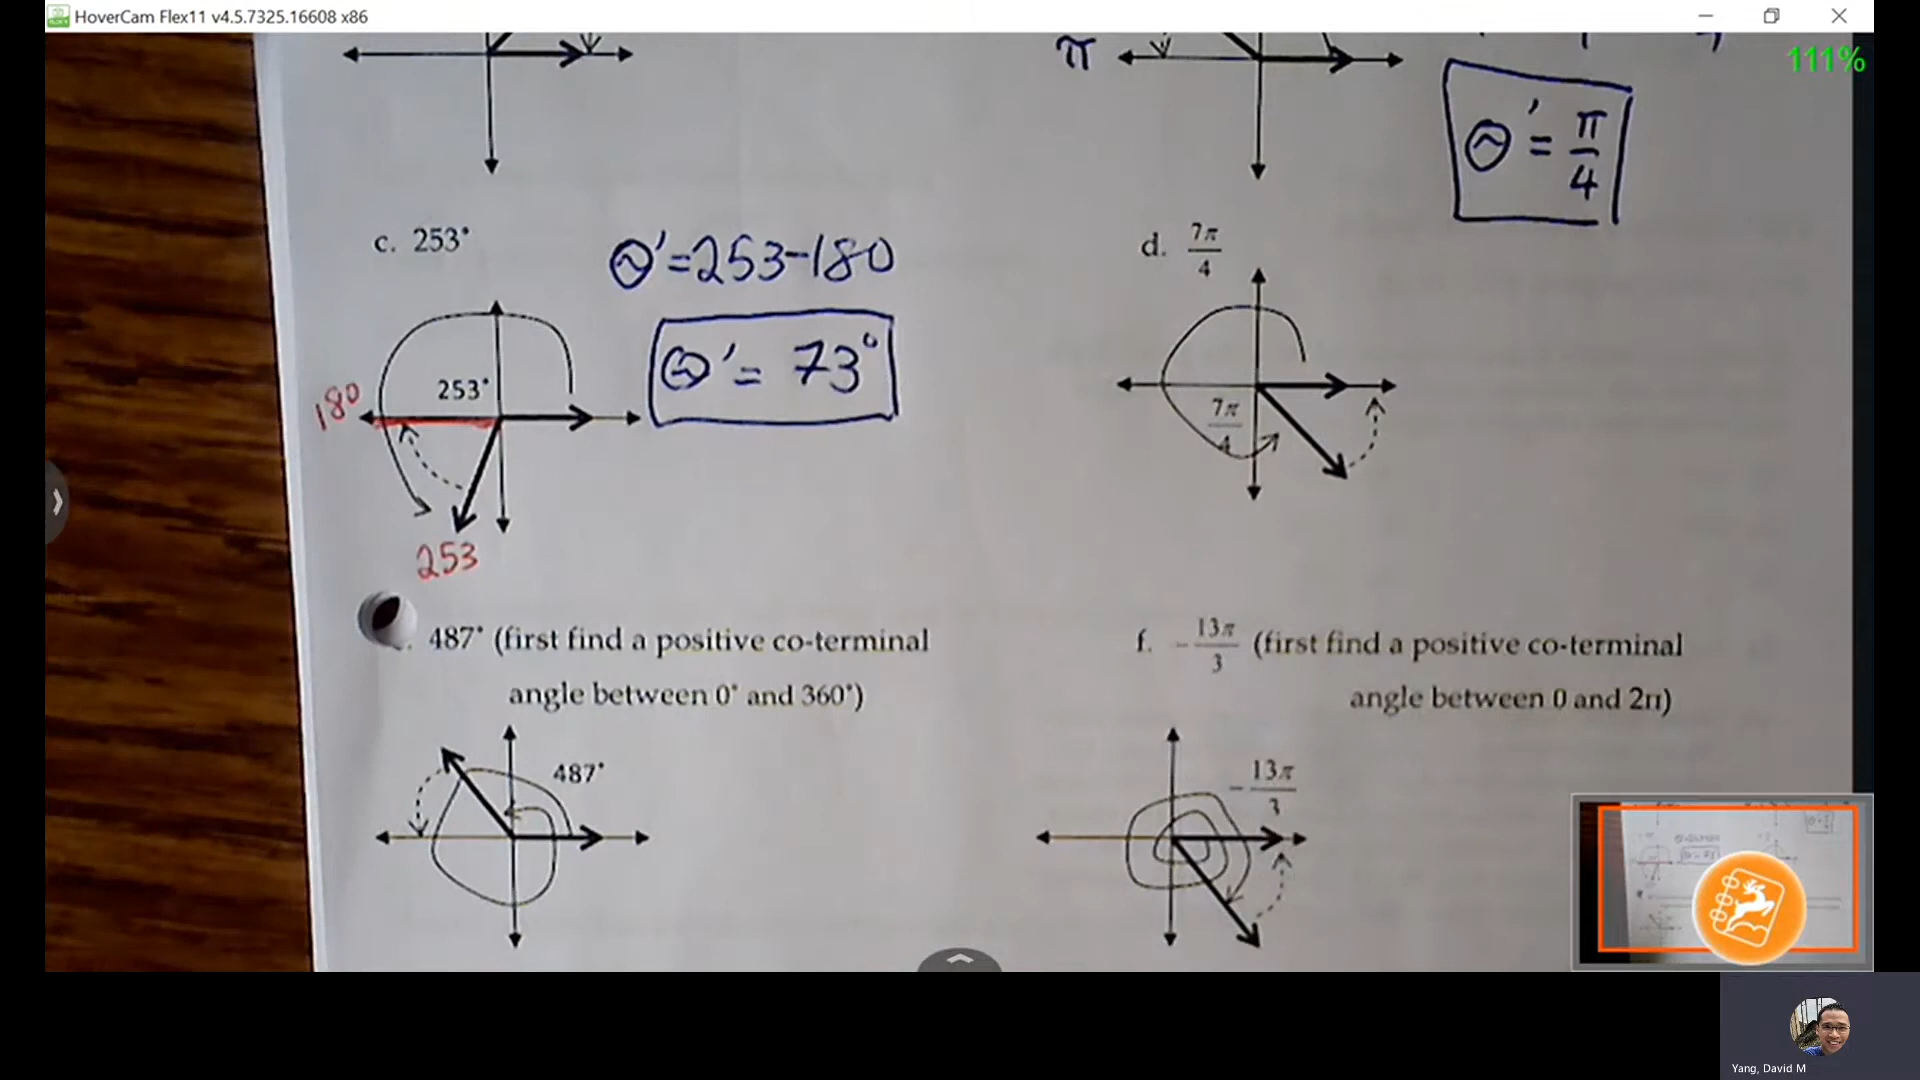 HoverCam Flex11 v4.5.7325.16608 x86
111%
π
θ' = π/4
c. 253°
θ'=253-180
θ' = 73°
253°
180
253
d. 7π/4
7π/4
487° (first find a positive co-terminal
angle between 0° and 360°)
487°
f. -13π/3 (first find a positive co-terminal
angle between 0 and 2π)
-13π/3
Yang, David M